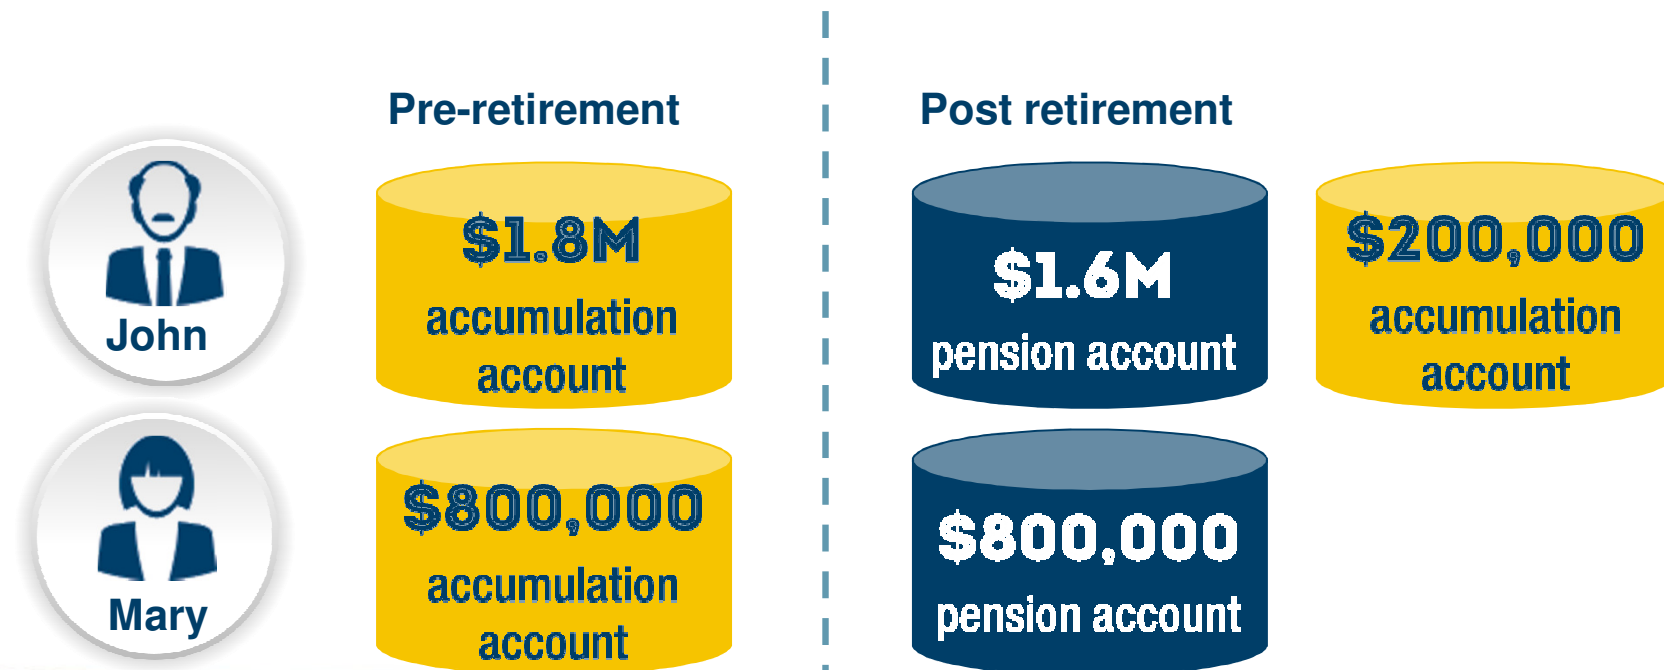 Pre-retirement
Post retirement
John
$1.8M
accumulation
account
$1.6M
pension account
$200,000
accumulation
account
Mary
$800,000
accumulation
account
$800,000
pension account